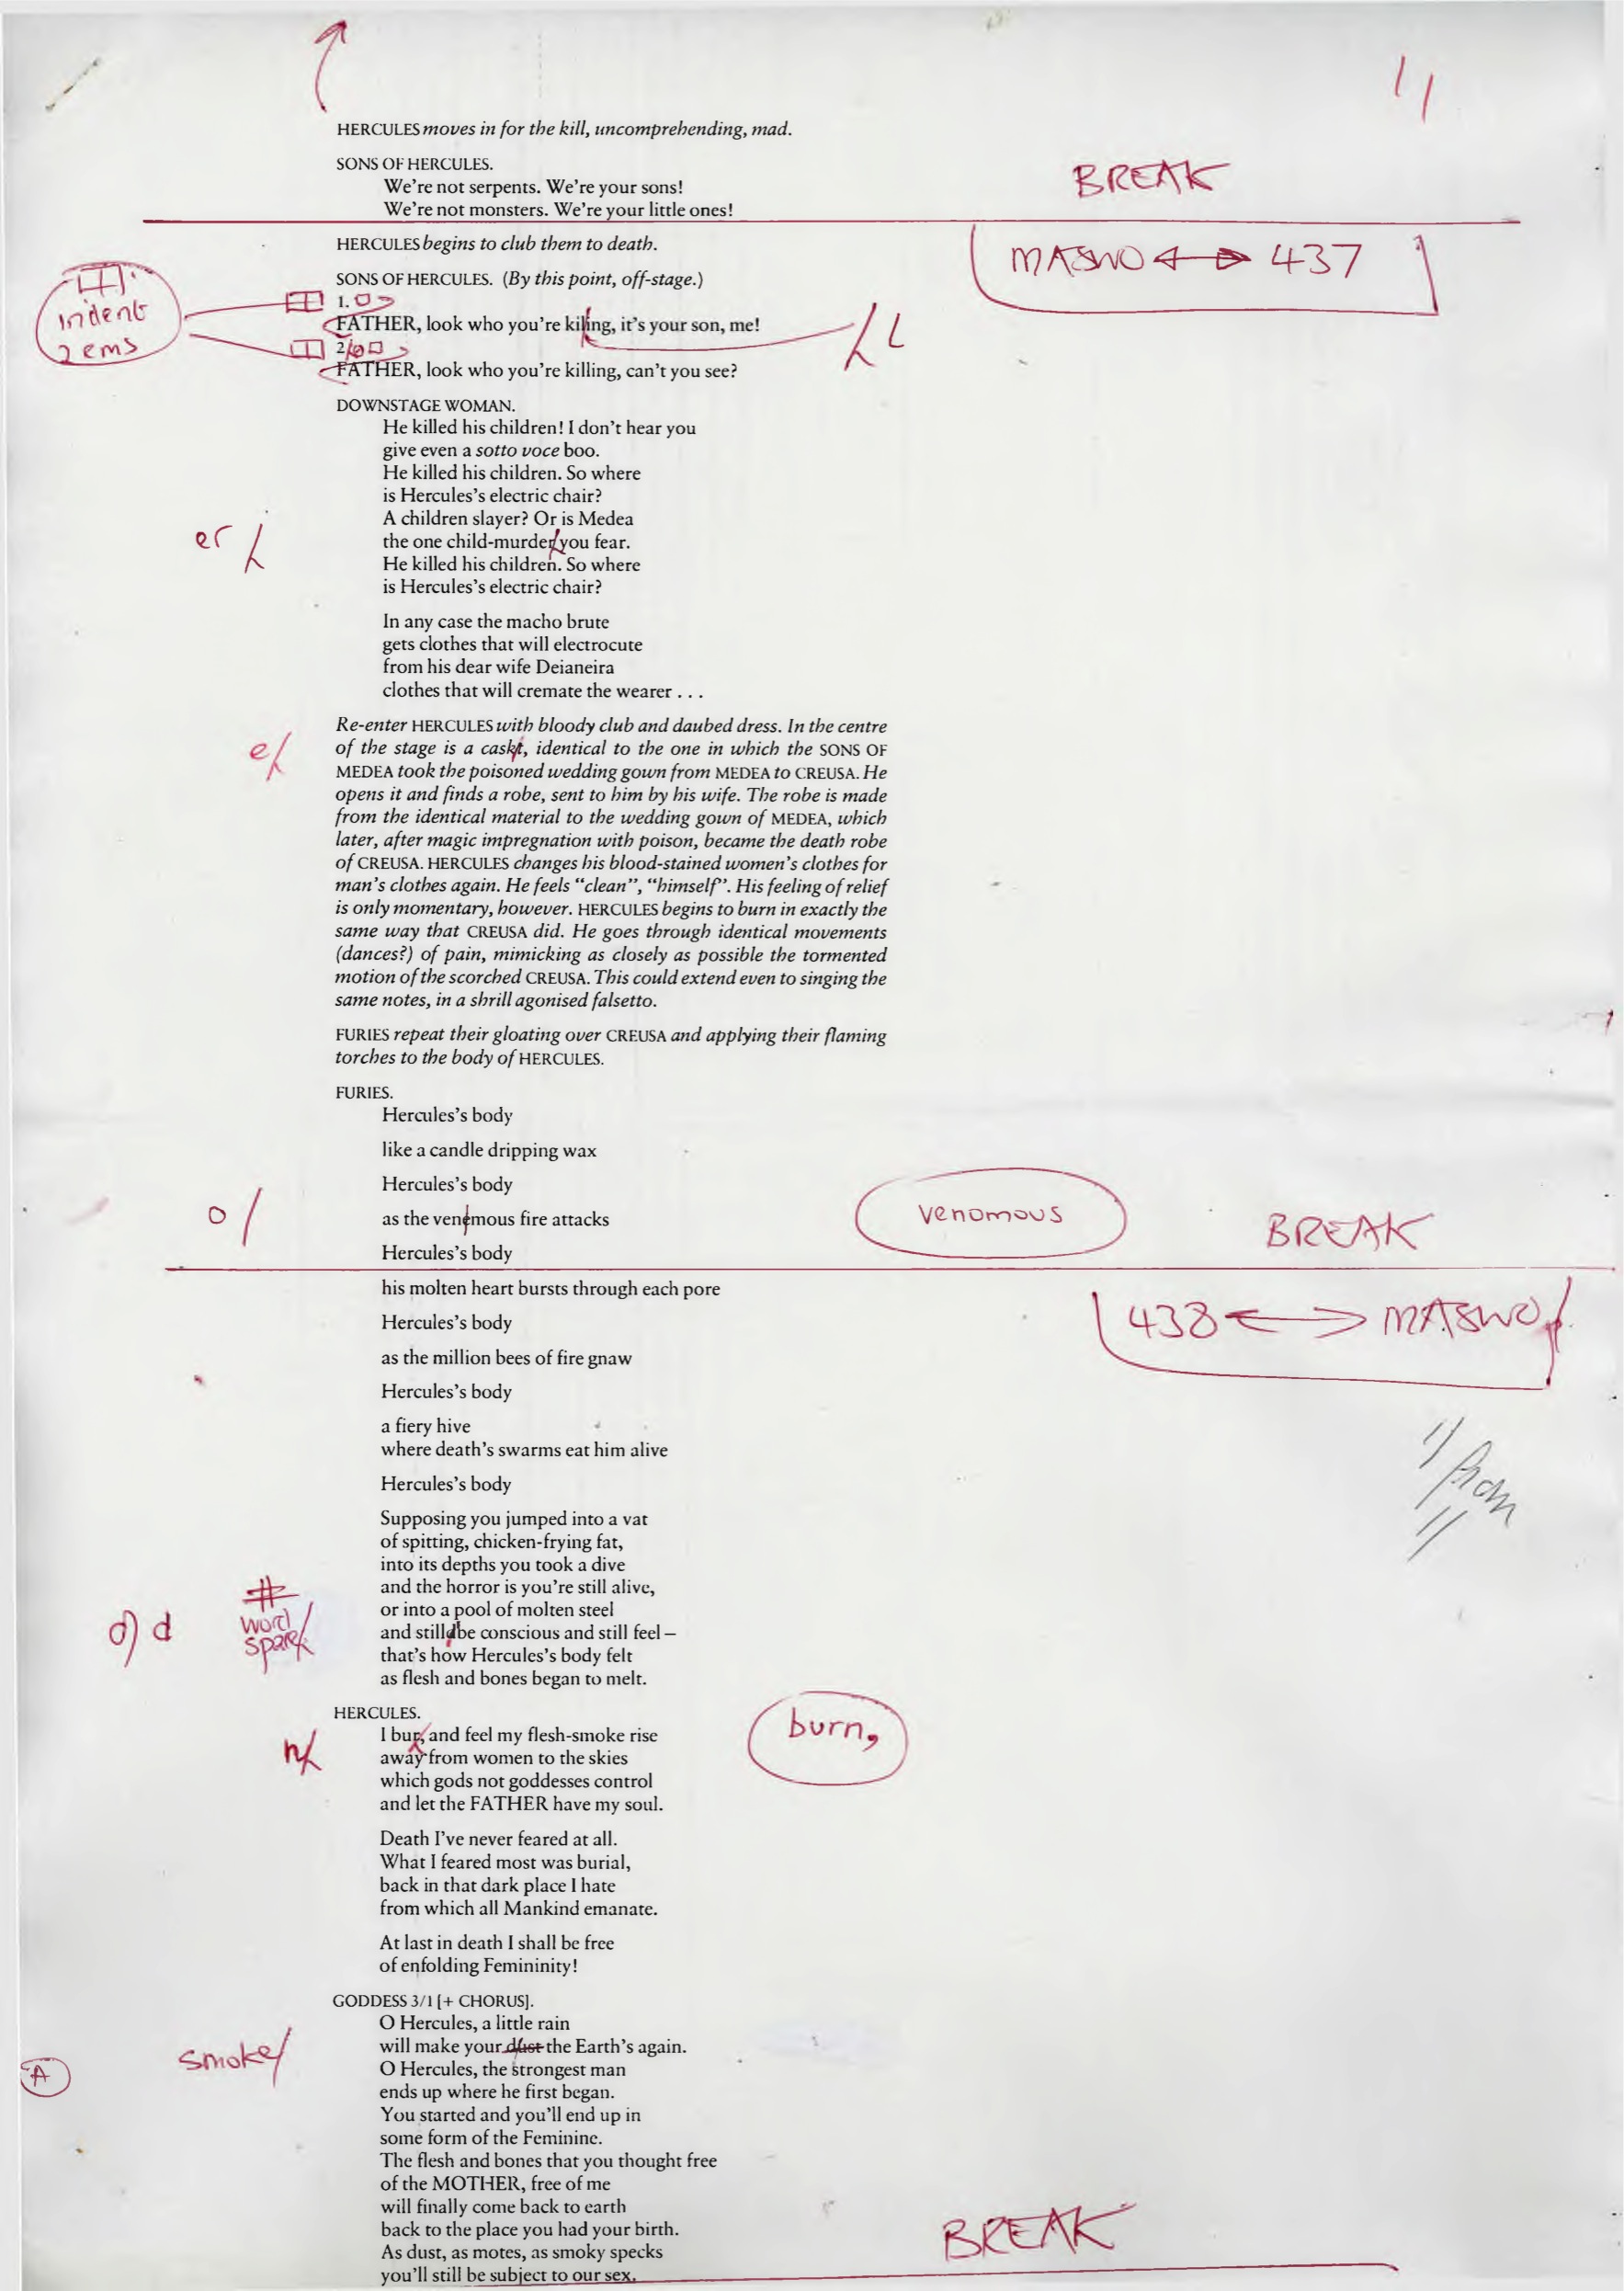 11
HERCULES moves in for the kill, uncomprehending, mad.
SONS OF HERCULES.
We're not serpents. We're your sons!
BREAK
We're not monsters. We're your little ones!
HERCULES begins to club them to death.
MASWO ↔ 437
SONS OF HERCULES. (By this point, off-stage.)
indent
2 ems
1.
FATHER, look who you're kiling, it's your son, me!
L
2.
FATHER, look who you're killing, can't you see?
DOWNSTAGE WOMAN.
He killed his children! I don't hear you
give even a sotto voce boo.
He killed his children. So where
is Hercules's electric chair?
A children slayer? Or is Medea
er/
the one child-murder you fear.
He killed his children. So where
is Hercules's electric chair?
In any case the macho brute
gets clothes that will electrocute
from his dear wife Deianeira
clothes that will cremate the wearer . . .
Re-enter HERCULES with bloody club and daubed dress. In the centre
e/
of the stage is a caskt, identical to the one in which the SONS OF
MEDEA took the poisoned wedding gown from MEDEA to CREUSA. He
opens it and finds a robe, sent to him by his wife. The robe is made
from the identical material to the wedding gown of MEDEA, which
later, after magic impregnation with poison, became the death robe
of CREUSA. HERCULES changes his blood-stained women's clothes for
man's clothes again. He feels "clean", "himself". His feeling of relief
is only momentary, however. HERCULES begins to burn in exactly the
same way that CREUSA did. He goes through identical movements
(dances?) of pain, mimicking as closely as possible the tormented
motion of the scorched CREUSA. This could extend even to singing the
same notes, in a shrill agonised falsetto.
FURIES repeat their gloating over CREUSA and applying their flaming
torches to the body of HERCULES.
FURIES.
Hercules's body
like a candle dripping wax
Hercules's body
o/
as the venemous fire attacks
venomous
BREAK
Hercules's body
his molten heart bursts through each pore
Hercules's body
438 ↔ MASWO
as the million bees of fire gnaw
Hercules's body
a fiery hive
where death's swarms eat him alive
Hercules's body
Supposing you jumped into a vat
of spitting, chicken-frying fat,
into its depths you took a dive
and the horror is you're still alive,
#
word
space/
d
or into a pool of molten steel
and stilldbe conscious and still feel –
that's how Hercules's body felt
as flesh and bones began to melt.
HERCULES.
n/
I bur, and feel my flesh-smoke rise
burn,
away from women to the skies
which gods not goddesses control
and let the FATHER have my soul.
Death I've never feared at all.
What I feared most was burial,
back in that dark place I hate
from which all Mankind emanate.
At last in death I shall be free
of enfolding Femininity!
GODDESS 3/1 [+ CHORUS].
O Hercules, a little rain
smoke/
will make your dust the Earth's again.
A
O Hercules, the strongest man
ends up where he first began.
You started and you'll end up in
some form of the Feminine.
The flesh and bones that you thought free
of the MOTHER, free of me
will finally come back to earth
back to the place you had your birth.
BREAK
As dust, as motes, as smoky specks
you'll still be subject to our sex.